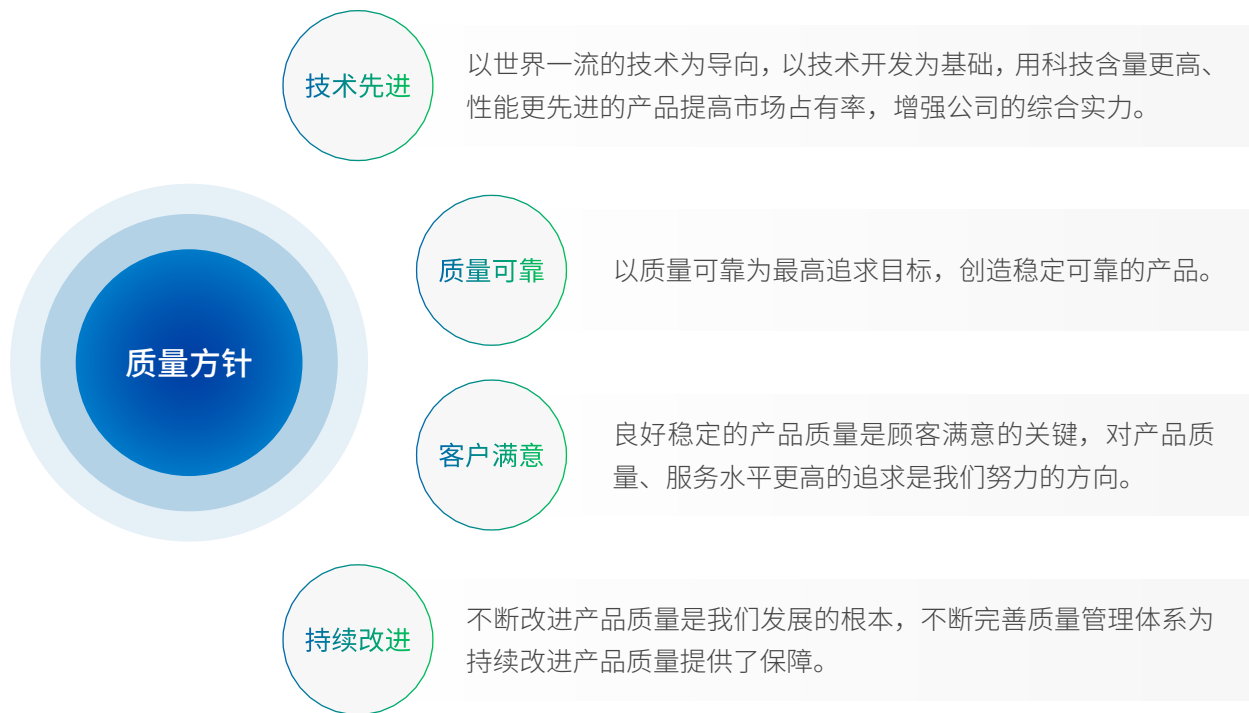 技术先进
以世界一流的技术为导向，以技术开发为基础，用科技含量更高、
性能更先进的产品提高市场占有率，增强公司的综合实力。
质量方针
质量可靠
以质量可靠为最高追求目标，创造稳定可靠的产品。
客户满意
良好稳定的产品质量是顾客满意的关键，对产品质
量、服务水平更高的追求是我们努力的方向。
持续改进
不断改进产品质量是我们发展的根本，不断完善质量管理体系为
持续改进产品质量提供了保障。